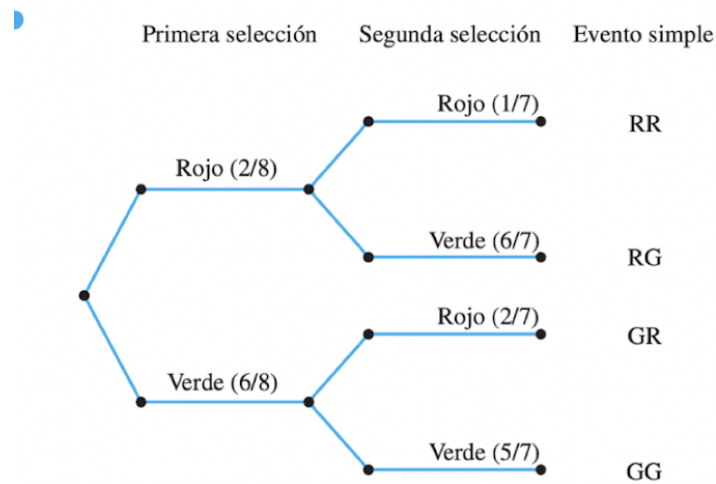 Primera selección Segunda selección Evento simple
Rojo (1/7)
RR
Rojo (2/8)
Verde (6/7)
RG
Rojo (2/7)
GR
Verde (6/8)
Verde (5/7)
GG